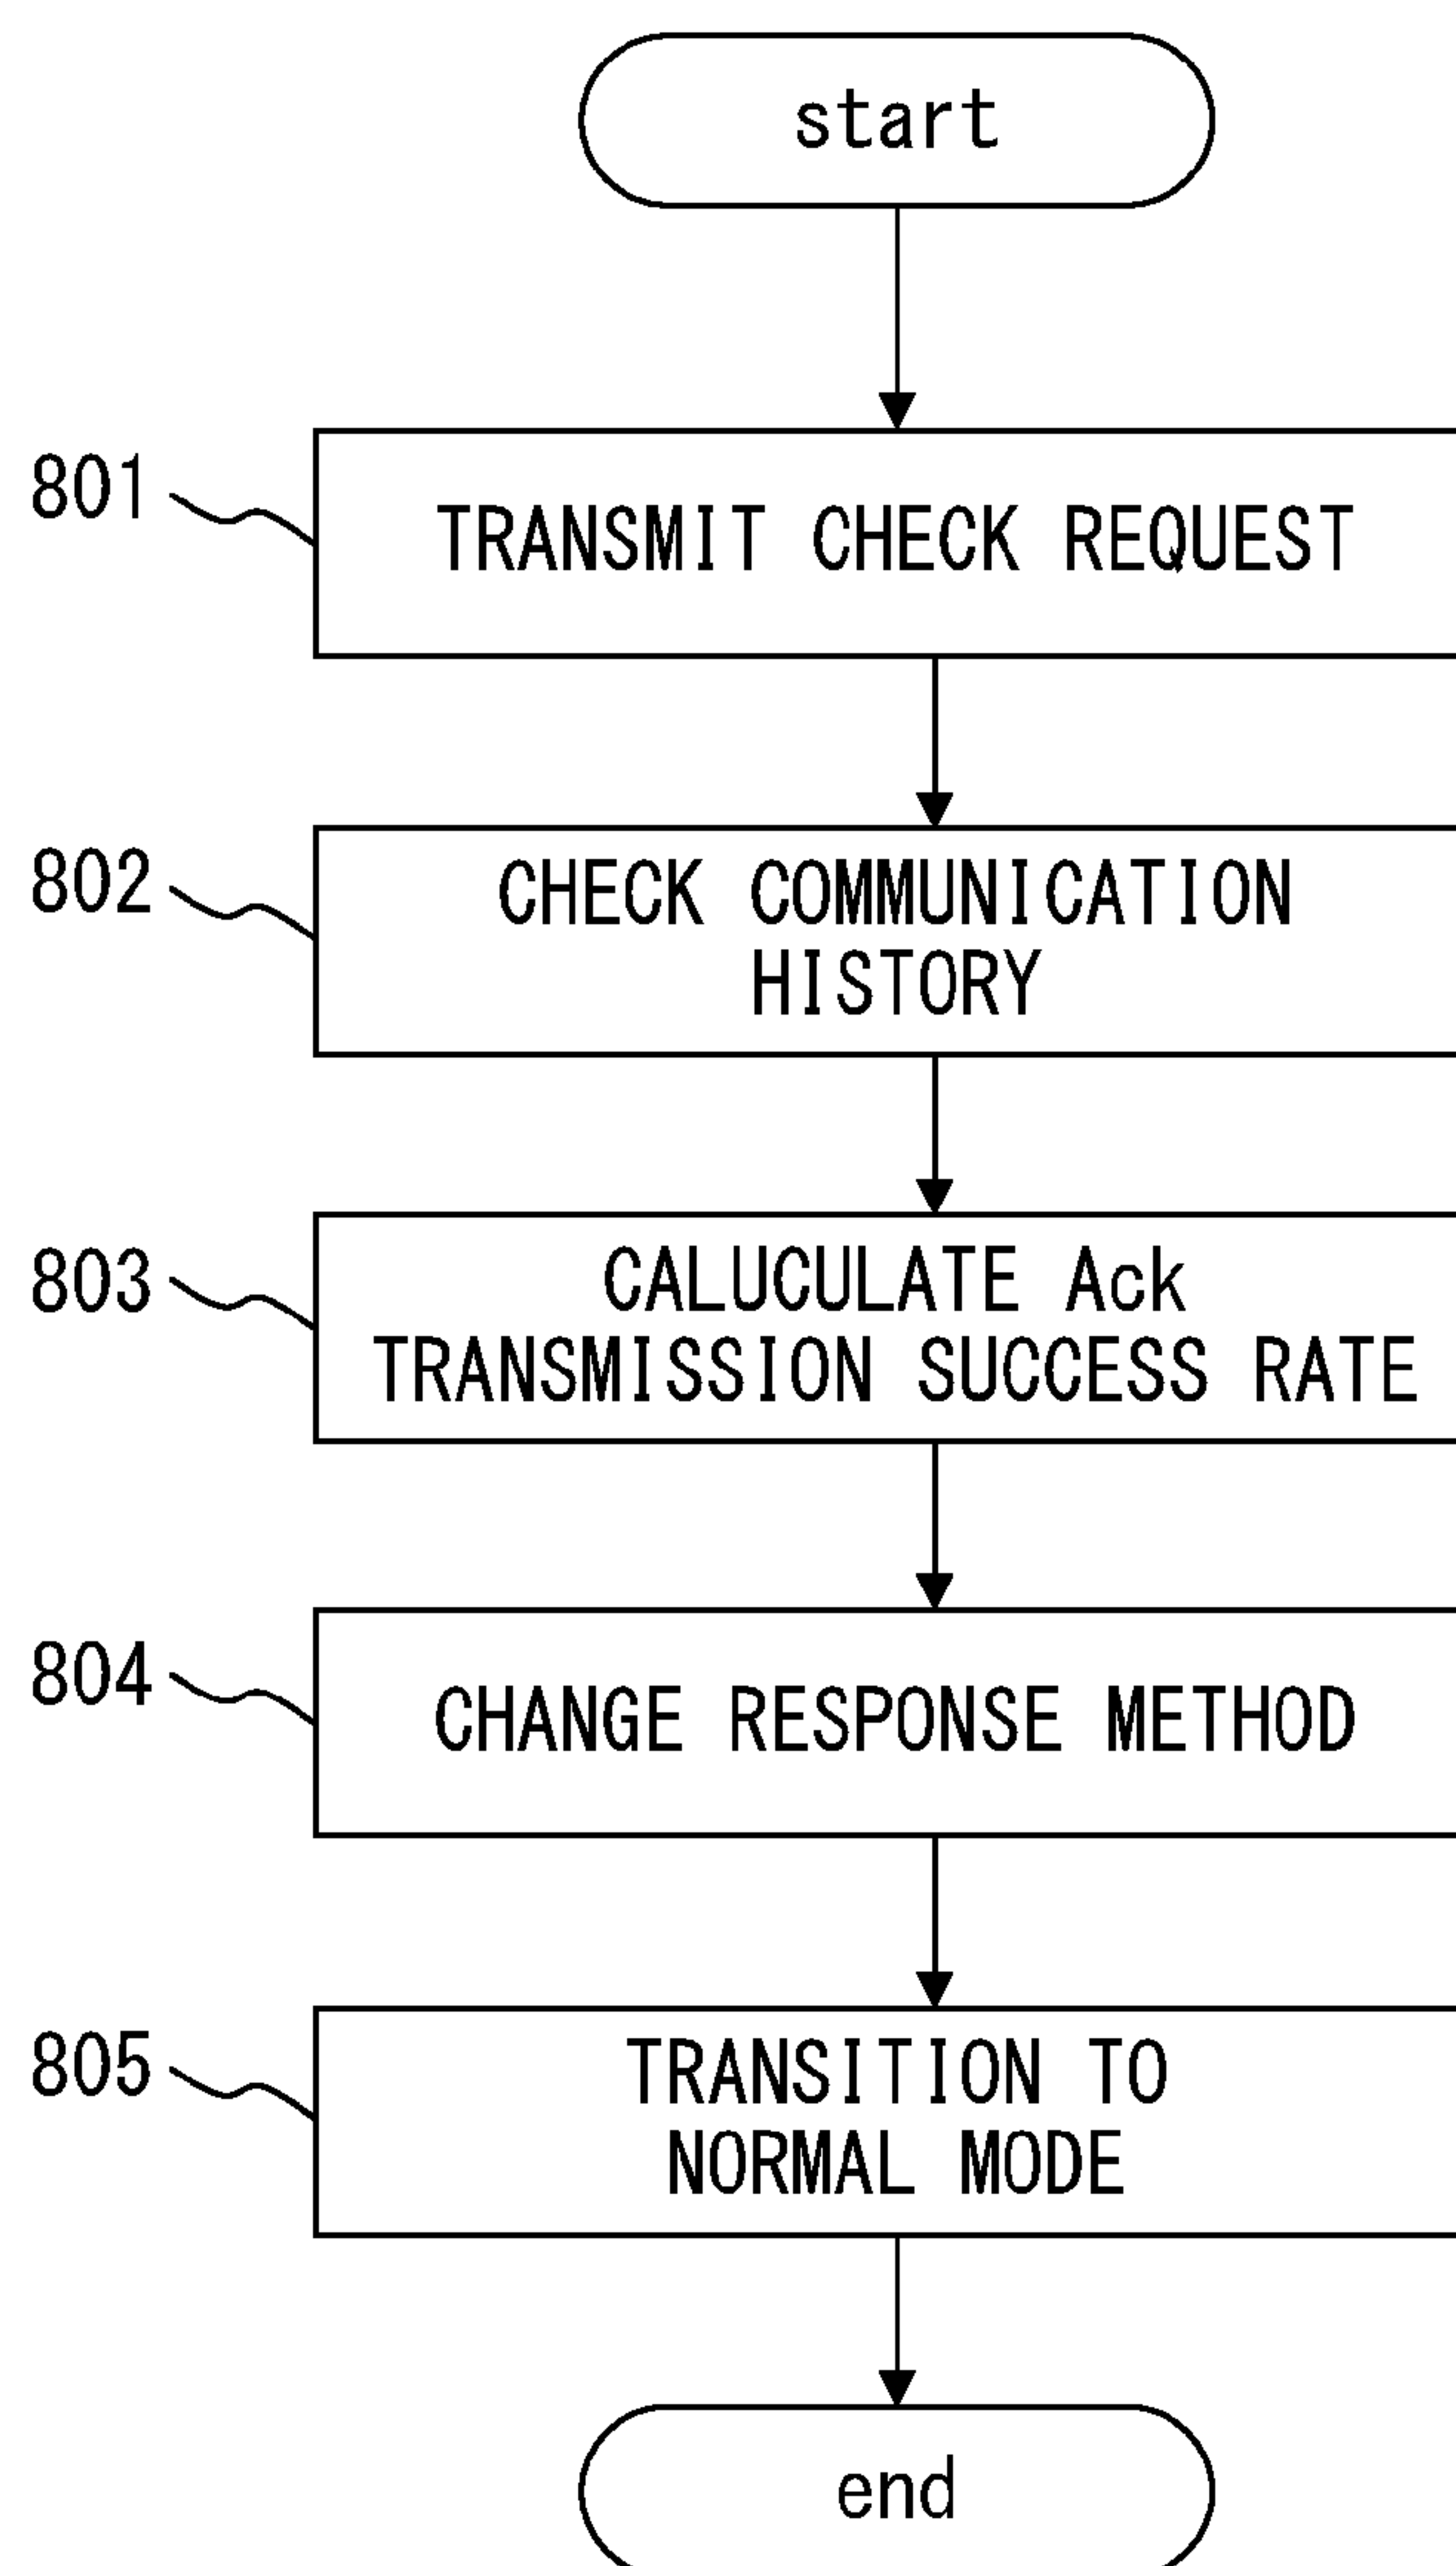 start
801
TRANSMIT CHECK REQUEST
802
CHECK COMMUNICATION
HISTORY
803
CALUCULATE Ack
TRANSMISSION SUCCESS RATE
804
CHANGE RESPONSE METHOD
805
TRANSITION TO
NORMAL MODE
end